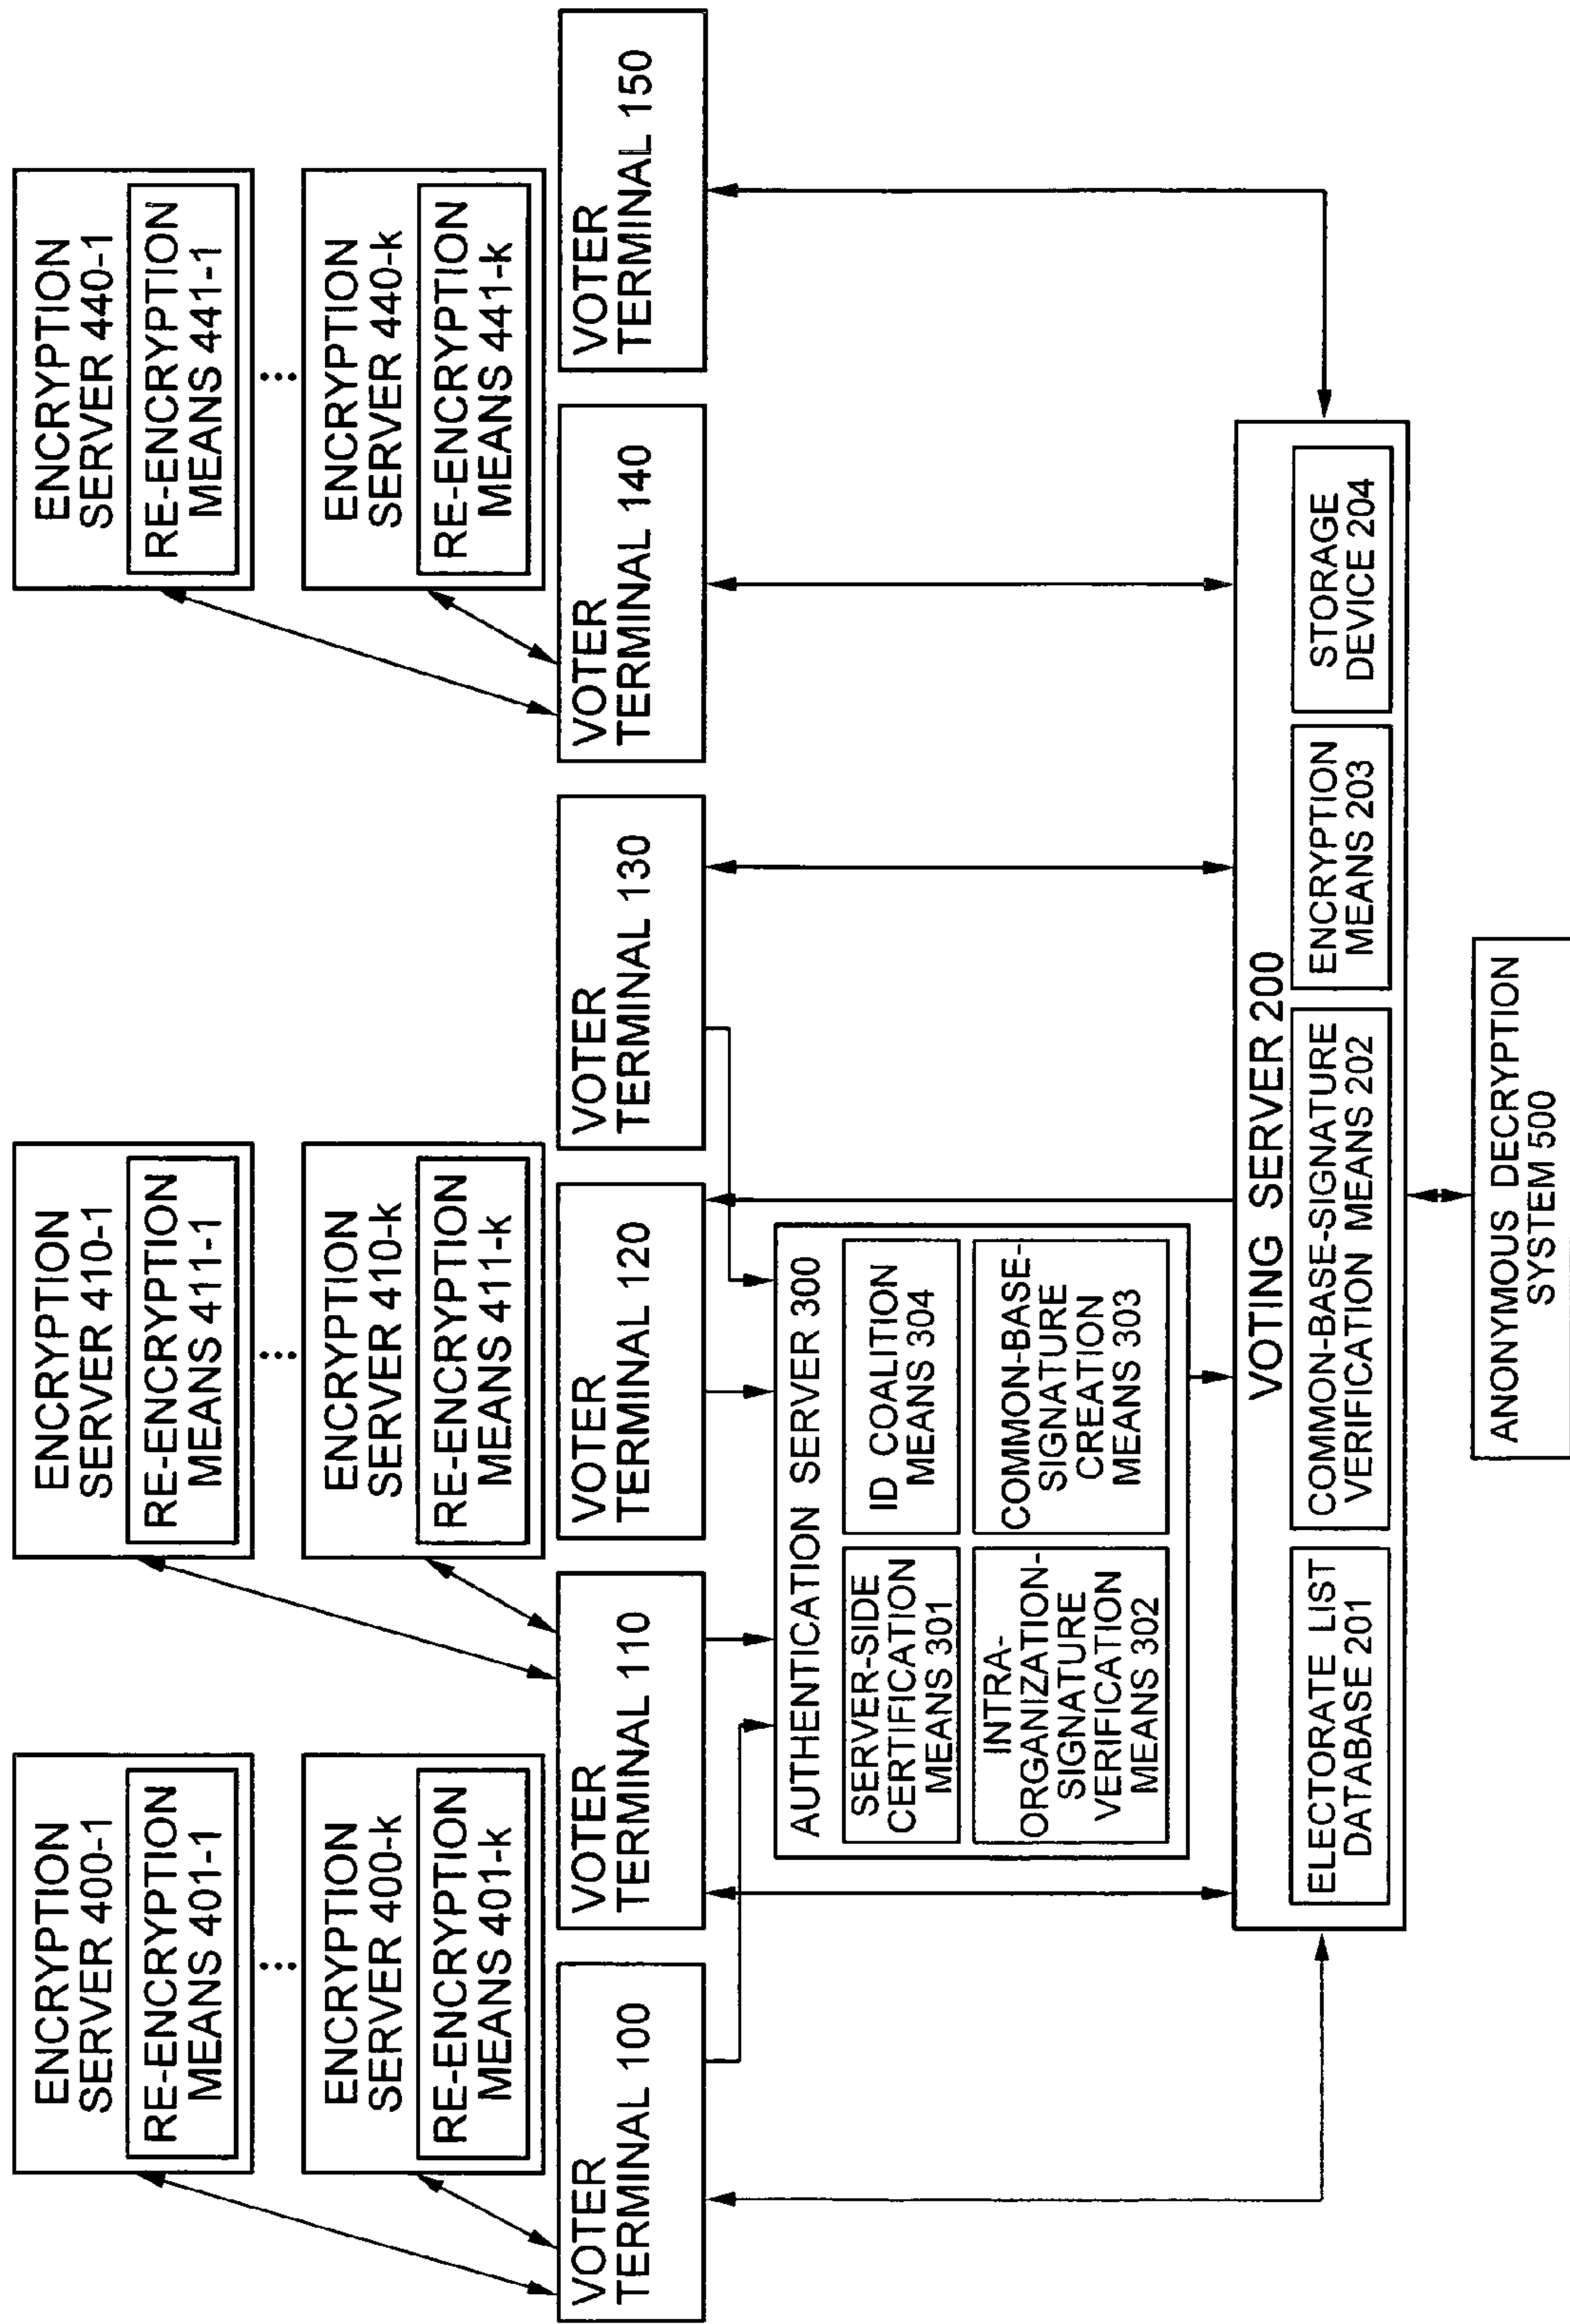 ENCRYPTION
SERVER 400-1
RE-ENCRYPTION
MEANS 401-1
...
ENCRYPTION
SERVER 400-k
RE-ENCRYPTION
MEANS 401-k
ENCRYPTION
SERVER 410-1
RE-ENCRYPTION
MEANS 411-1
...
ENCRYPTION
SERVER 410-k
RE-ENCRYPTION
MEANS 411-k
ENCRYPTION
SERVER 440-1
RE-ENCRYPTION
MEANS 441-1
...
ENCRYPTION
SERVER 440-k
RE-ENCRYPTION
MEANS 441-k
VOTER
TERMINAL 100
VOTER
TERMINAL 110
VOTER
TERMINAL 120
VOTER
TERMINAL 130
VOTER
TERMINAL 140
VOTER
TERMINAL 150
AUTHENTICATION SERVER 300
SERVER-SIDE
CERTIFICATION
MEANS 301
ID COALITION
MEANS 304
INTRA-
ORGANIZATION-
SIGNATURE
VERIFICATION
MEANS 302
COMMON-BASE-
SIGNATURE
CREATION
MEANS 303
VOTING SERVER 200
ELECTORATE LIST
DATABASE 201
COMMON-BASE-SIGNATURE
VERIFICATION MEANS 202
ENCRYPTION
MEANS 203
STORAGE
DEVICE 204
ANONYMOUS DECRYPTION
SYSTEM 500